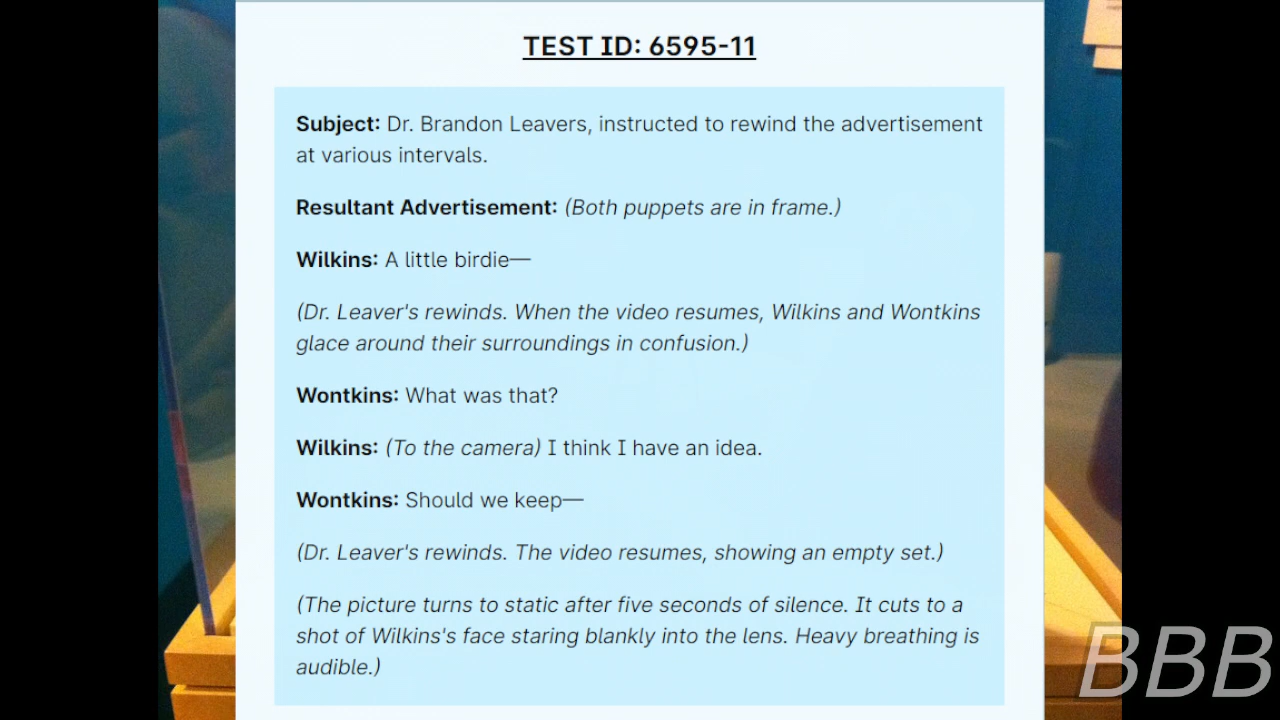 TEST ID: 6595-11
Subject: Dr. Brandon Leavers, instructed to rewind the advertisement
at various intervals.
Resultant Advertisement: (Both puppets are in frame.)
Wilkins: A little birdie—
(Dr. Leaver's rewinds. When the video resumes, Wilkins and Wontkins
glace around their surroundings in confusion.)
Wontkins: What was that?
Wilkins: (To the camera) I think I have an idea.
Wontkins: Should we keep—
(Dr. Leaver's rewinds. The video resumes, showing an empty set.)
(The picture turns to static after five seconds of silence. It cuts to a
shot of Wilkins's face staring blankly into the lens. Heavy breathing is
audible.)
BBB